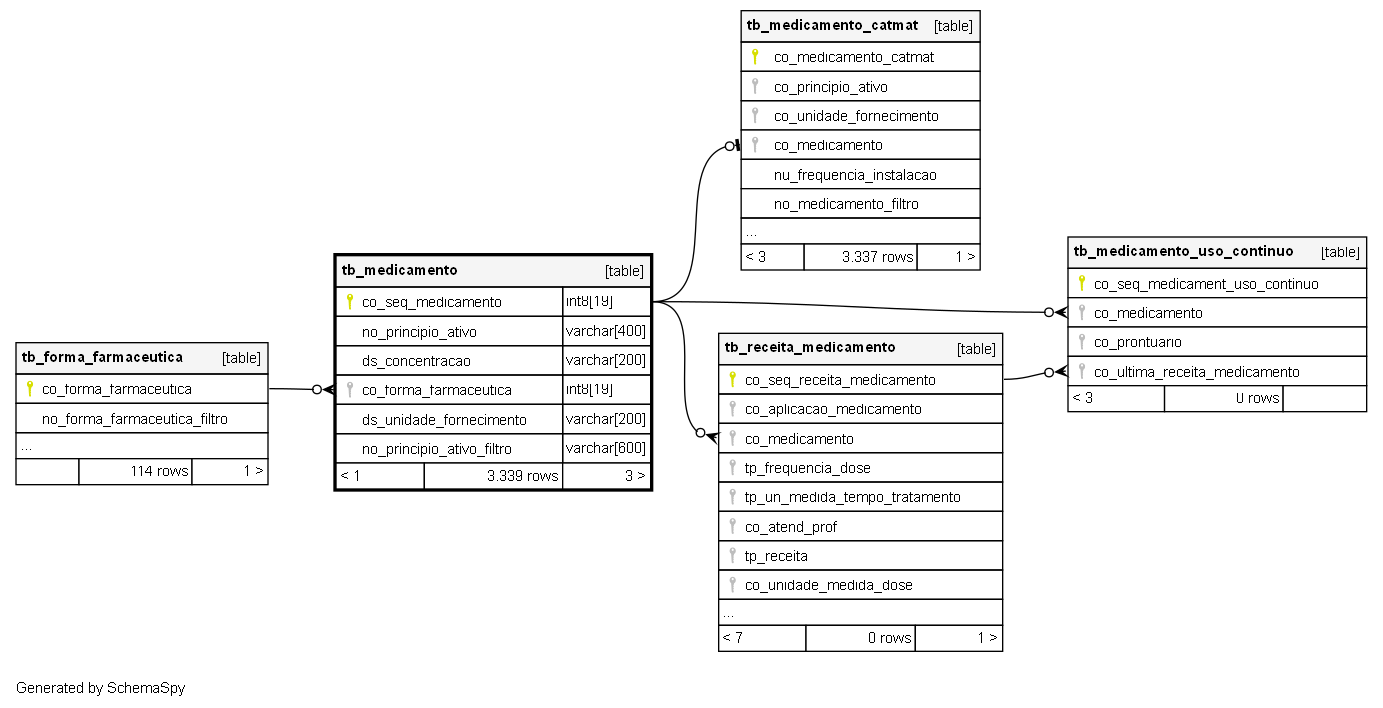 tb_medicamento_catmat [table]
co_medicamento_catmat
co_principio_ativo
co_unidade_fornecimento
co_medicamento
nu_frequencia_instalacao
no_medicamento_filtro
...
< 3 3.337 rows 1 >
tb_medicamento_uso_continuo [table]
co_seq_medicament_uso_continuo
co_medicamento
co_prontuario
co_ultima_receita_medicamento
< 3 0 rows
tb_medicamento [table]
co_seq_medicamento int8[19]
no_principio_ativo varchar[400]
ds_concentracao varchar[200]
co_forma_farmaceutica int8[19]
ds_unidade_fornecimento varchar[200]
no_principio_ativo_filtro varchar[600]
< 1 3.339 rows 3 >
tb_forma_farmaceutica [table]
co_forma_farmaceutica
no_forma_farmaceutica_filtro
...
114 rows 1 >
tb_receita_medicamento [table]
co_seq_receita_medicamento
co_aplicacao_medicamento
co_medicamento
tp_frequencia_dose
tp_un_medida_tempo_tratamento
co_atend_prof
tp_receita
co_unidade_medida_dose
...
< 7 0 rows 1 >
Generated by SchemaSpy